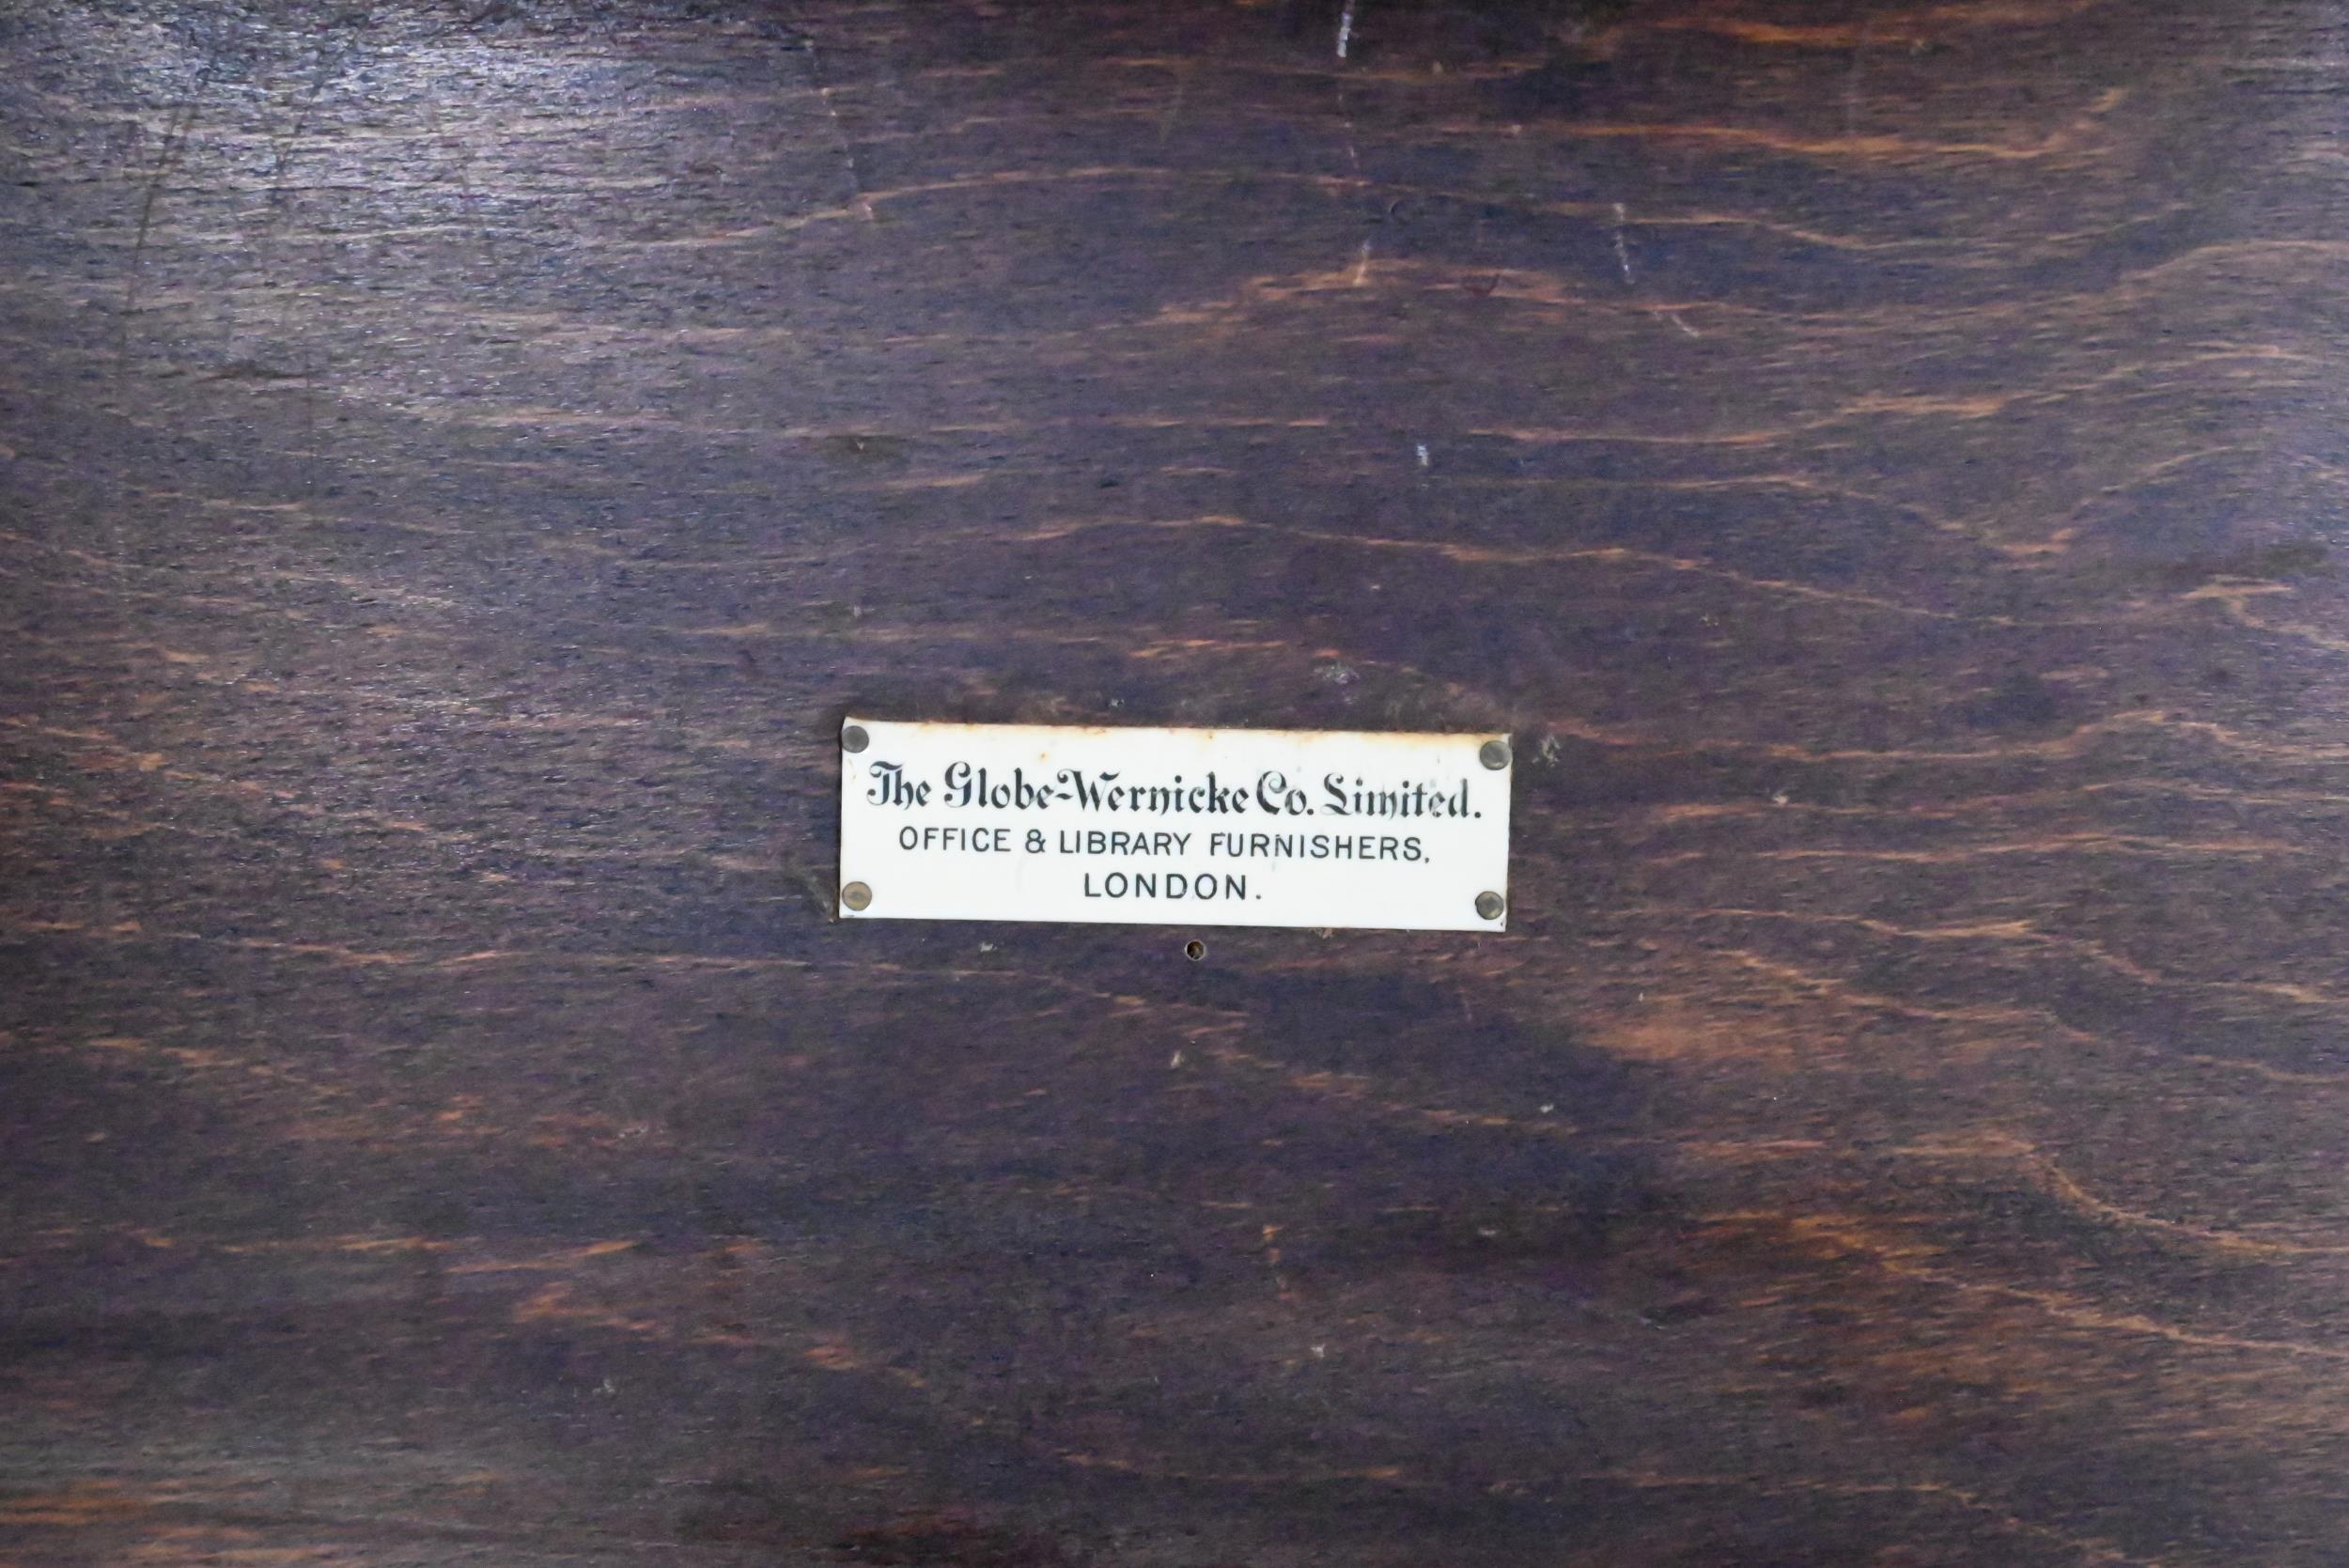 The Globe-Wernicke Co. Limited.
OFFICE & LIBRARY FURNISHERS,
LONDON.